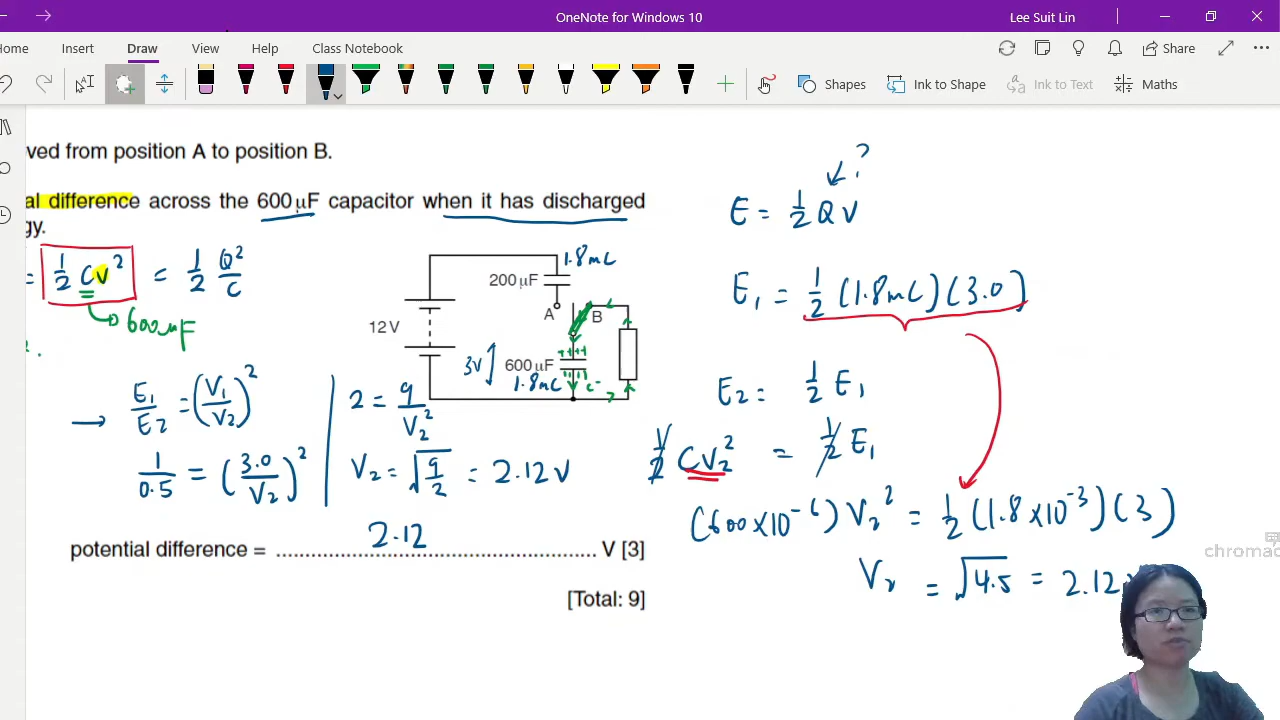 OneNote for Windows 10
Lee Suit Lin
Home Insert Draw View Help Class Notebook
Share
Shapes Ink to Shape Ink to Text Maths
ved from position A to position B.
al difference across the 600 μF capacitor when it has discharged
gy.
= 1/2 CV² = 1/2 Q²/C
600 μF
E₁/E₂ = (V₁/V₂)²
1/0.5 = (3.0/V₂)²
2 = 9/V₂²
V₂ = √(9/2) = 2.12 V
1.8mC
200 μF
A
B
12 V
3V
600 μF
1.8mC
e⁻
potential difference = 2.12 V [3]
[Total: 9]
?
E = 1/2 QV
E₁ = 1/2 (1.8mC)(3.0)
E₂ = 1/2 E₁
1/2 CV₂² = 1/2 E₁
(600×10⁻⁶) V₂² = 1/2 (1.8×10⁻³)(3)
V₂ = √4.5 = 2.12
chromac